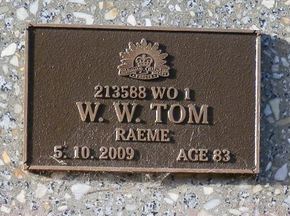 213588 WO 1
W. W. TOM
RAEME
5. 10. 2009 AGE 83